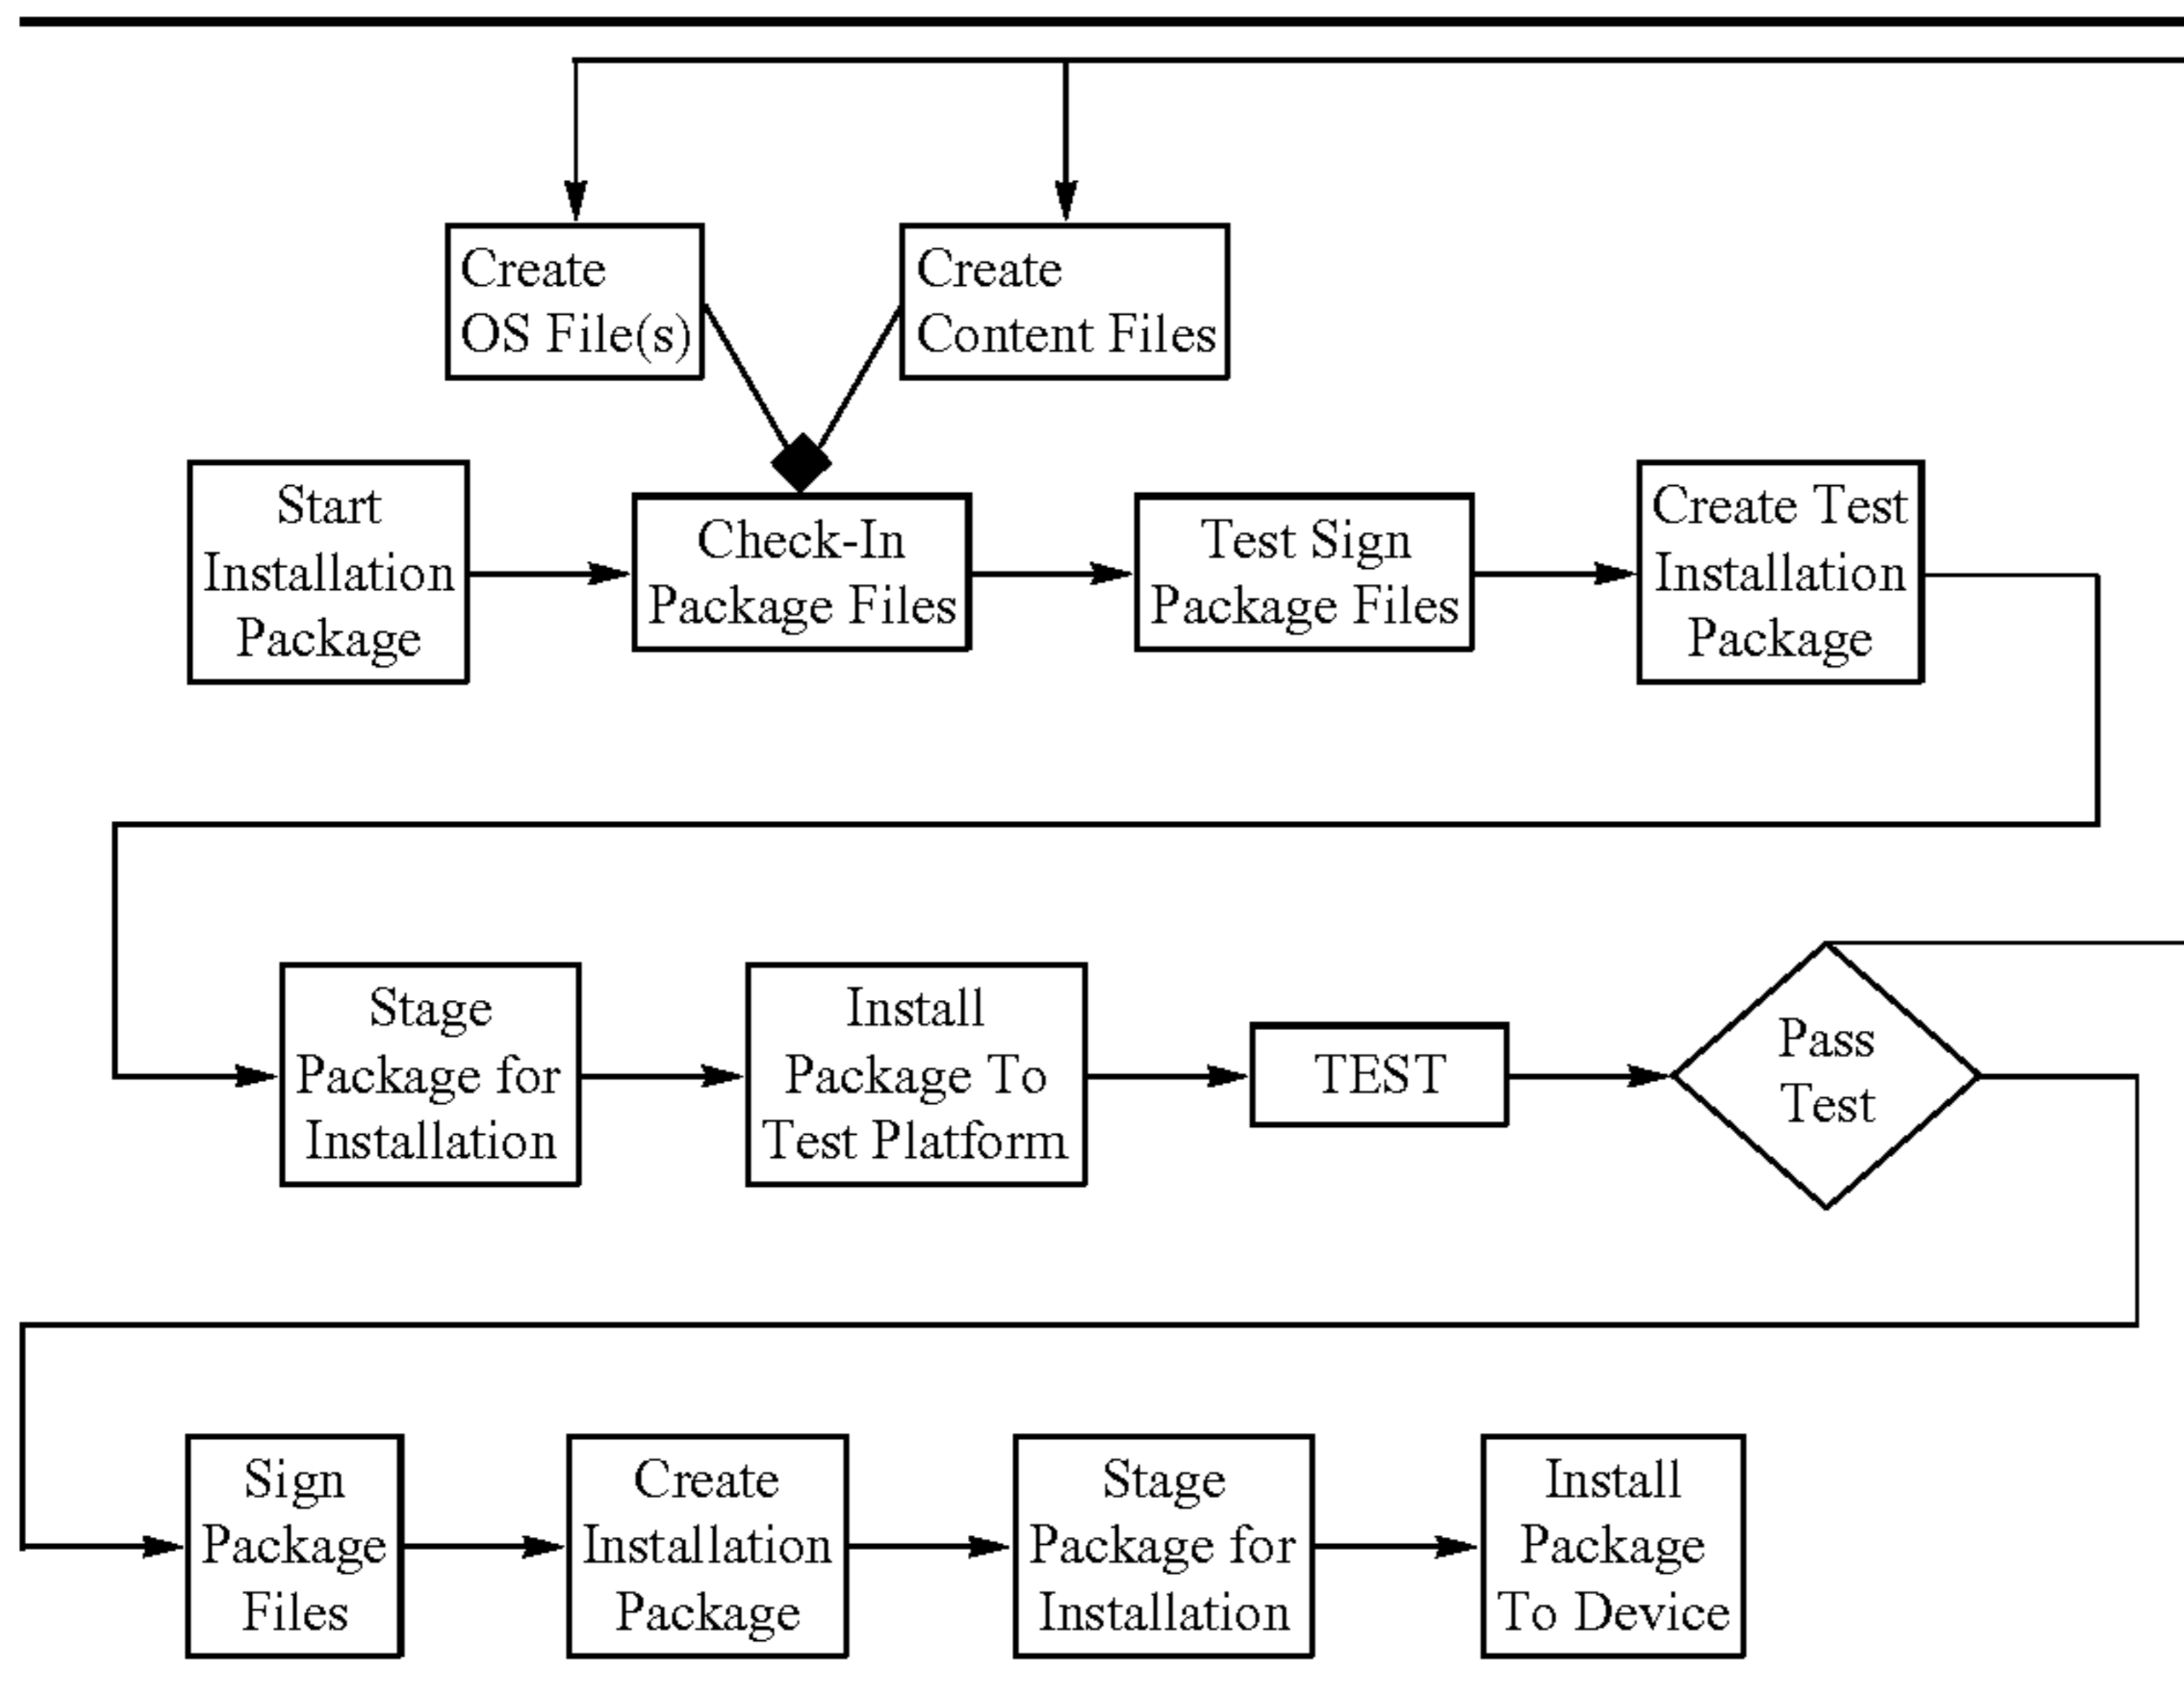 Create
OS File(s)
Create
Content Files
Start
Installation
Package
Check-In
Package Files
Test Sign
Package Files
Create Test
Installation
Package
Stage
Package for
Installation
Install
Package To
Test Platform
TEST
Pass
Test
Sign
Package
Files
Create
Installation
Package
Stage
Package for
Installation
Install
Package
To Device